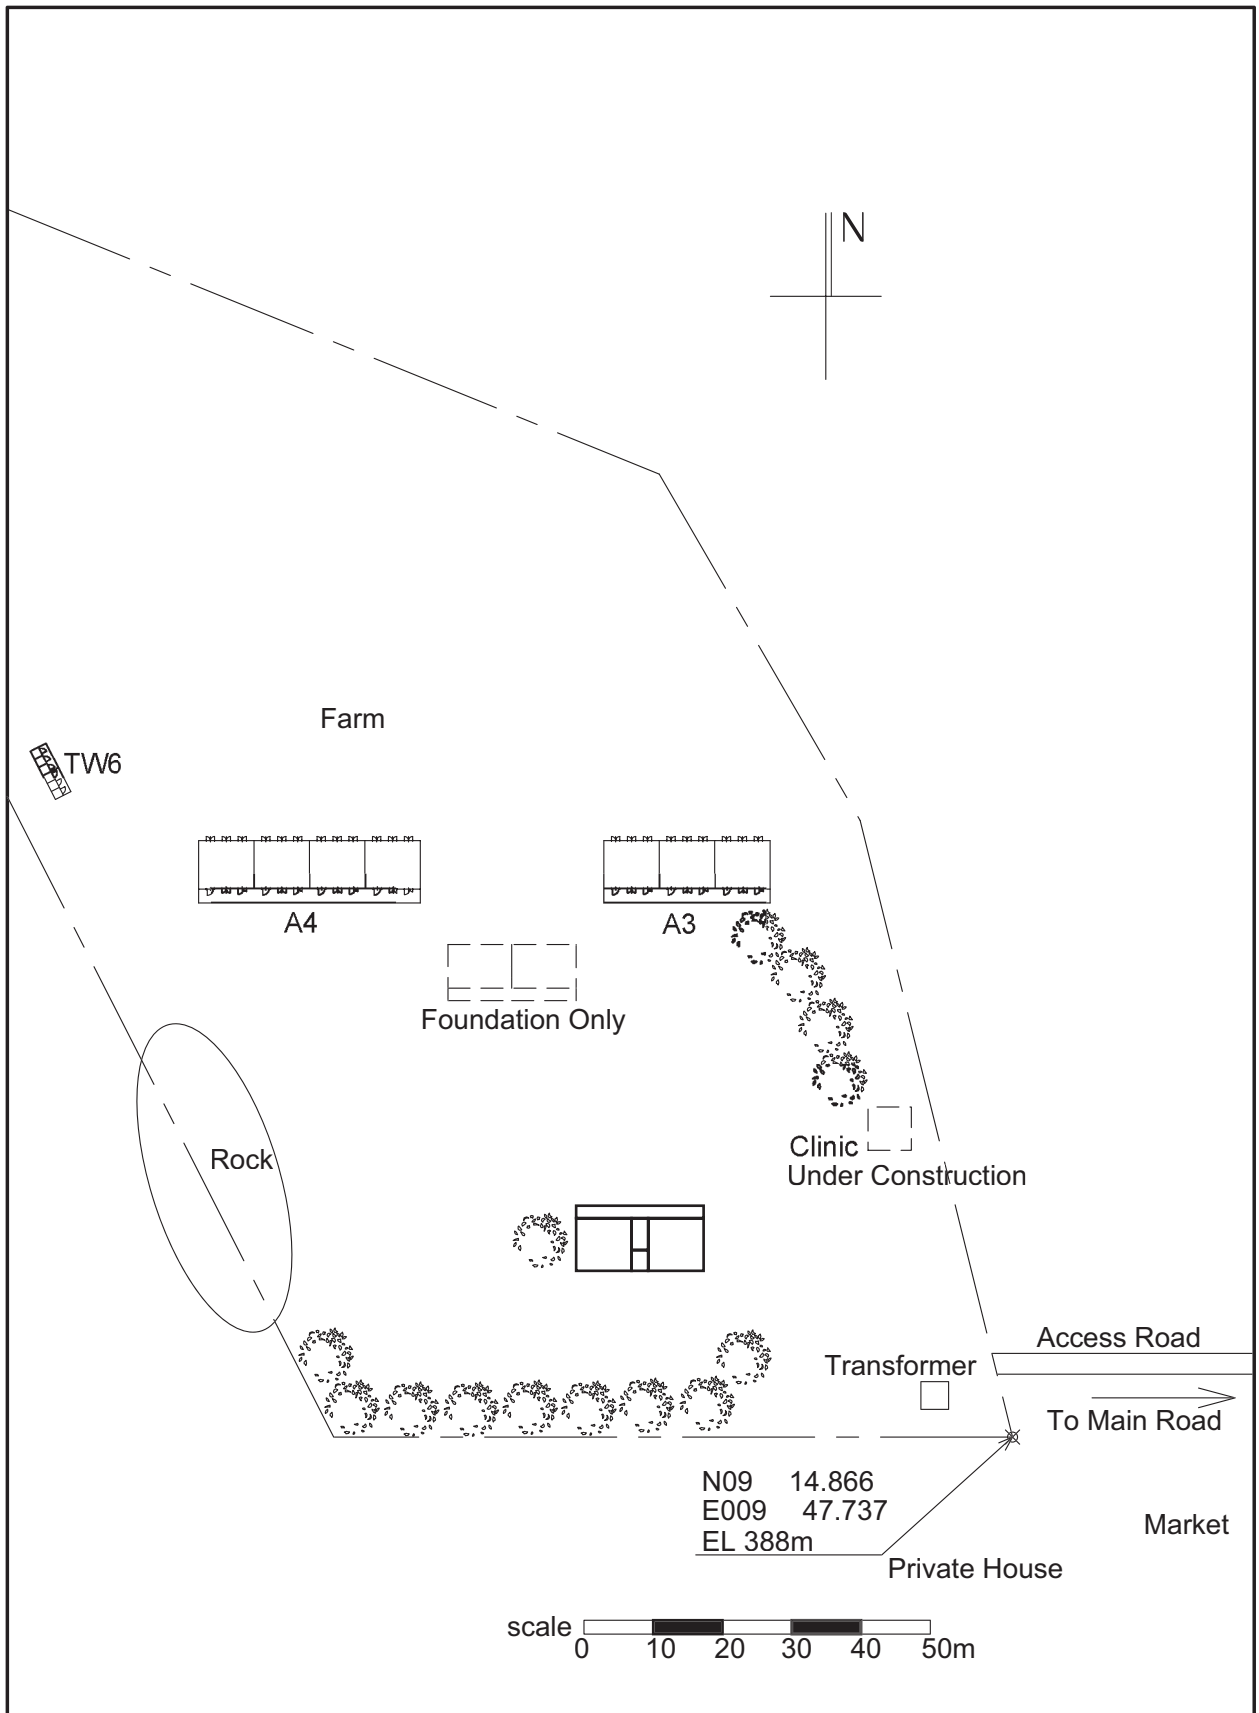 N
Farm
TW6
A4
A3
Foundation Only
Clinic
Under Construction
Rock
Access Road
Transformer
To Main Road
N09 14.866
E009 47.737
EL 388m
Market
Private House
scale
0 10 20 30 40 50m